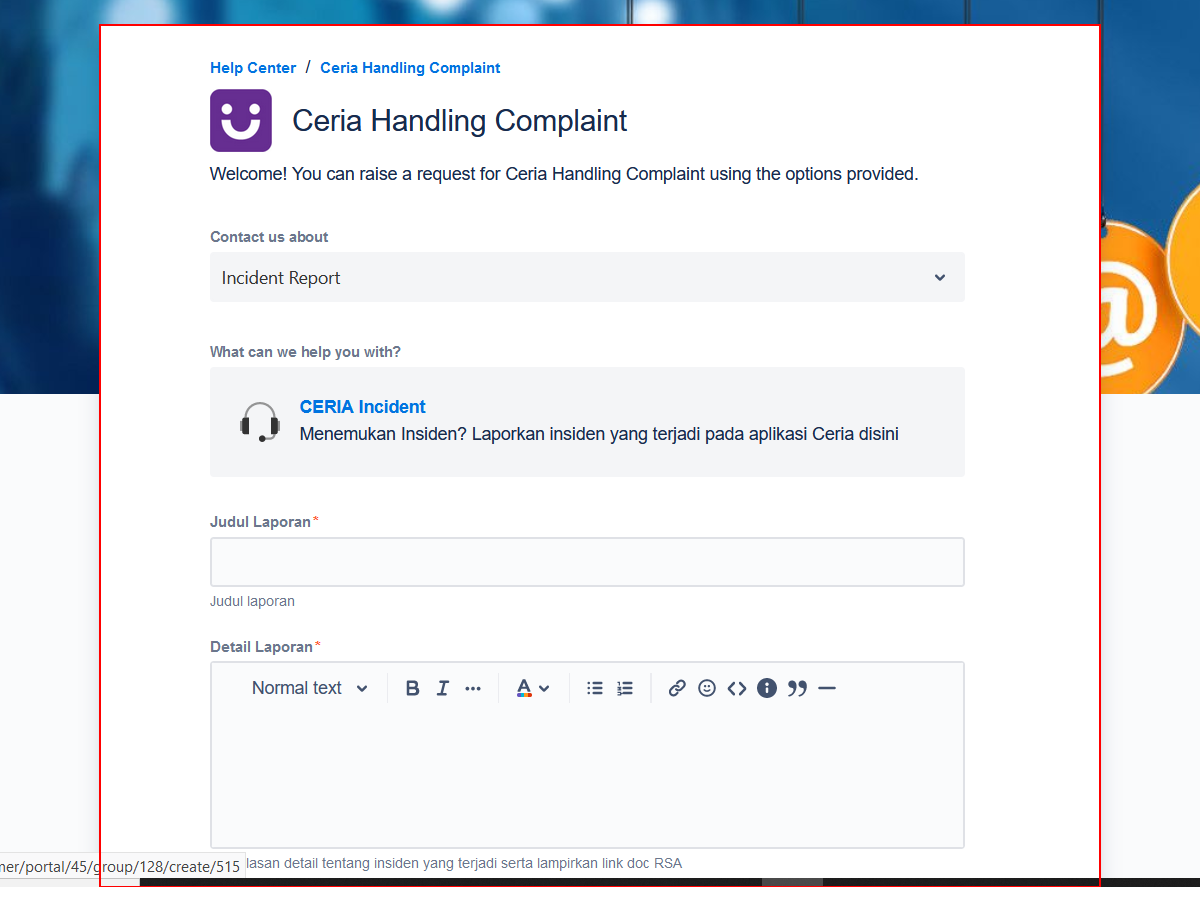 Help Center / Ceria Handling Complaint
Ceria Handling Complaint
Welcome! You can raise a request for Ceria Handling Complaint using the options provided.
Contact us about
Incident Report
What can we help you with?
CERIA Incident
Menemukan Insiden? Laporkan insiden yang terjadi pada aplikasi Ceria disini
Judul Laporan*
Judul laporan
Detail Laporan*
Normal text B I ••• A
lasan detail tentang insiden yang terjadi serta lampirkan link doc RSA
mer/portal/45/group/128/create/515
@